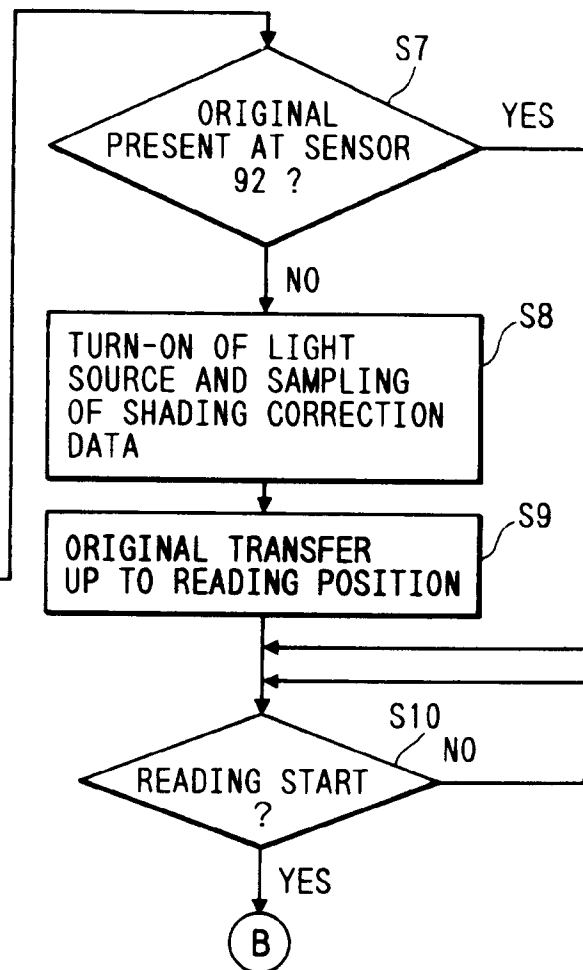 S7
ORIGINAL
PRESENT AT SENSOR
92 ?
YES
NO
S8
TURN-ON OF LIGHT
SOURCE AND SAMPLING
OF SHADING CORRECTION
DATA
S9
ORIGINAL TRANSFER
UP TO READING POSITION
S10
NO
READING START
?
YES
B